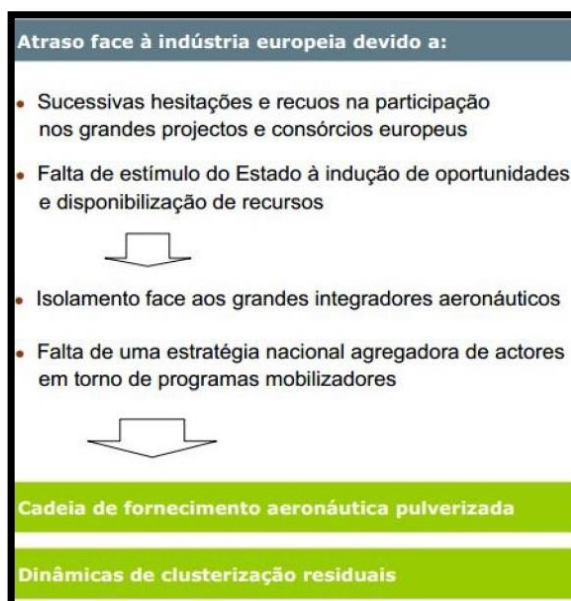 Atraso face à indústria europeia devido a:
• Sucessivas hesitações e recuos na participação
nos grandes projectos e consórcios europeus
• Falta de estímulo do Estado à indução de oportunidades
e disponibilização de recursos
• Isolamento face aos grandes integradores aeronáuticos
• Falta de uma estratégia nacional agregadora de actores
em torno de programas mobilizadores
Cadeia de fornecimento aeronáutica pulverizada
Dinâmicas de clusterização residuais